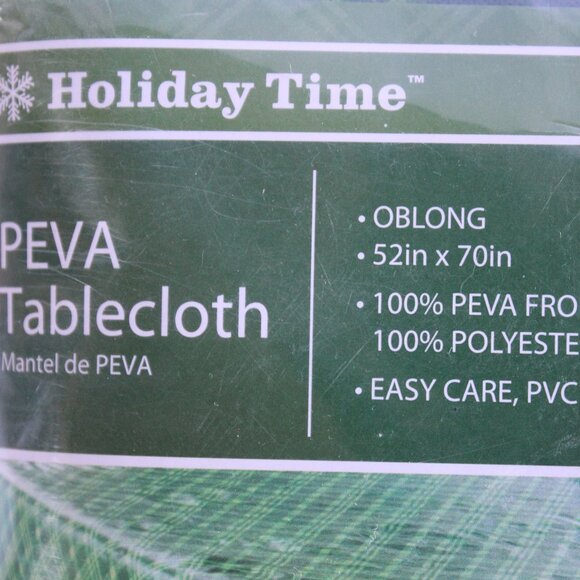 Holiday Time™
PEVA
Tablecloth
Mantel de PEVA
• OBLONG
• 52in x 70in
• 100% PEVA FRO
100% POLYESTE
• EASY CARE, PVC